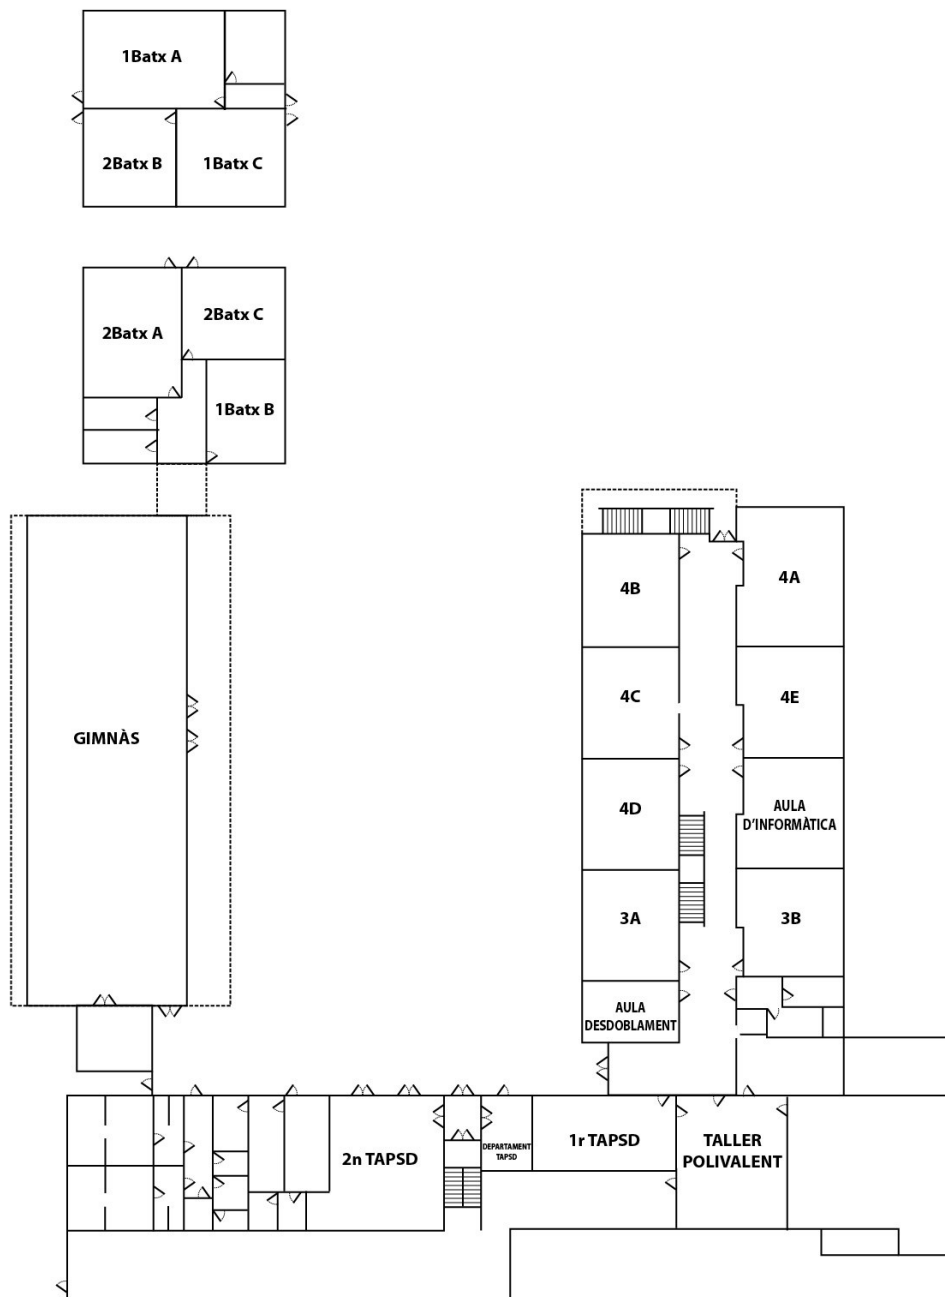 1Batx A
2Batx B
1Batx C
2Batx C
2Batx A
1Batx B
4A
4B
4C
4E
GIMNÀS
4D
AULA
D'INFORMÀTICA
3A
3B
AULA
DESDOBLAMENT
2n TAPSD
DEPARTAMENT
TAPSD
1r TAPSD
TALLER
POLIVALENT